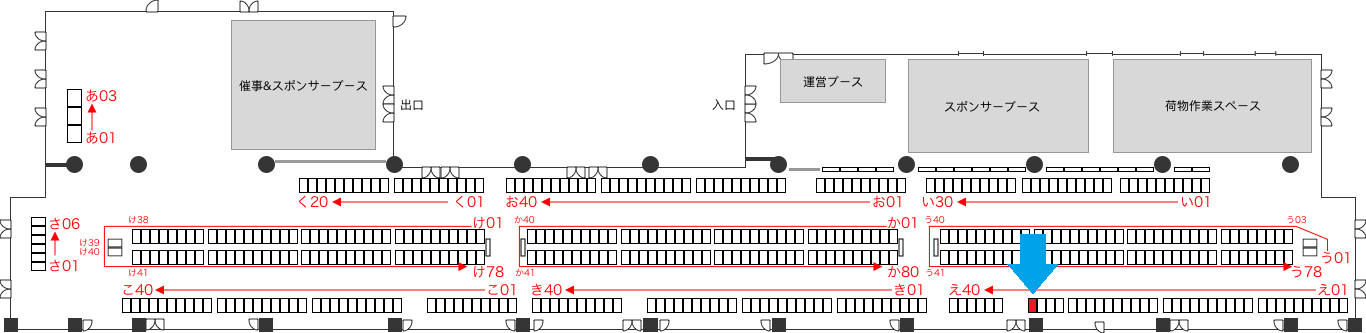 催事&スポンサーブース
出口
入口
運営ブース
スポンサーブース
荷物作業スペース
あ03
あ01
く20 く01
お40 お01
い30 い01
さ06
さ01
け38 け01
け39
け40
け41 け78
か40 か01
か41 か80
う40 う03
う01
う41 う78
こ40 こ01
き40 き01
え40 え01